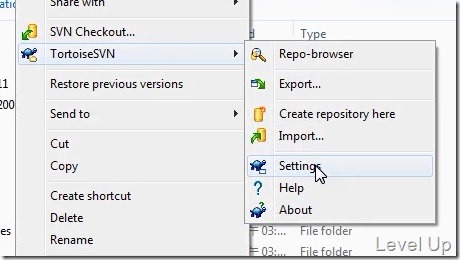 Share with
SVN Checkout...
TortoiseSVN
Restore previous versions
Send to
Cut
Copy
Create shortcut
Delete
Rename
Type
Repo-browser
Export...
Create repository here
Import...
Settings
Help
About
11
200
es
03:... File folder
03:... File folder
Level Up